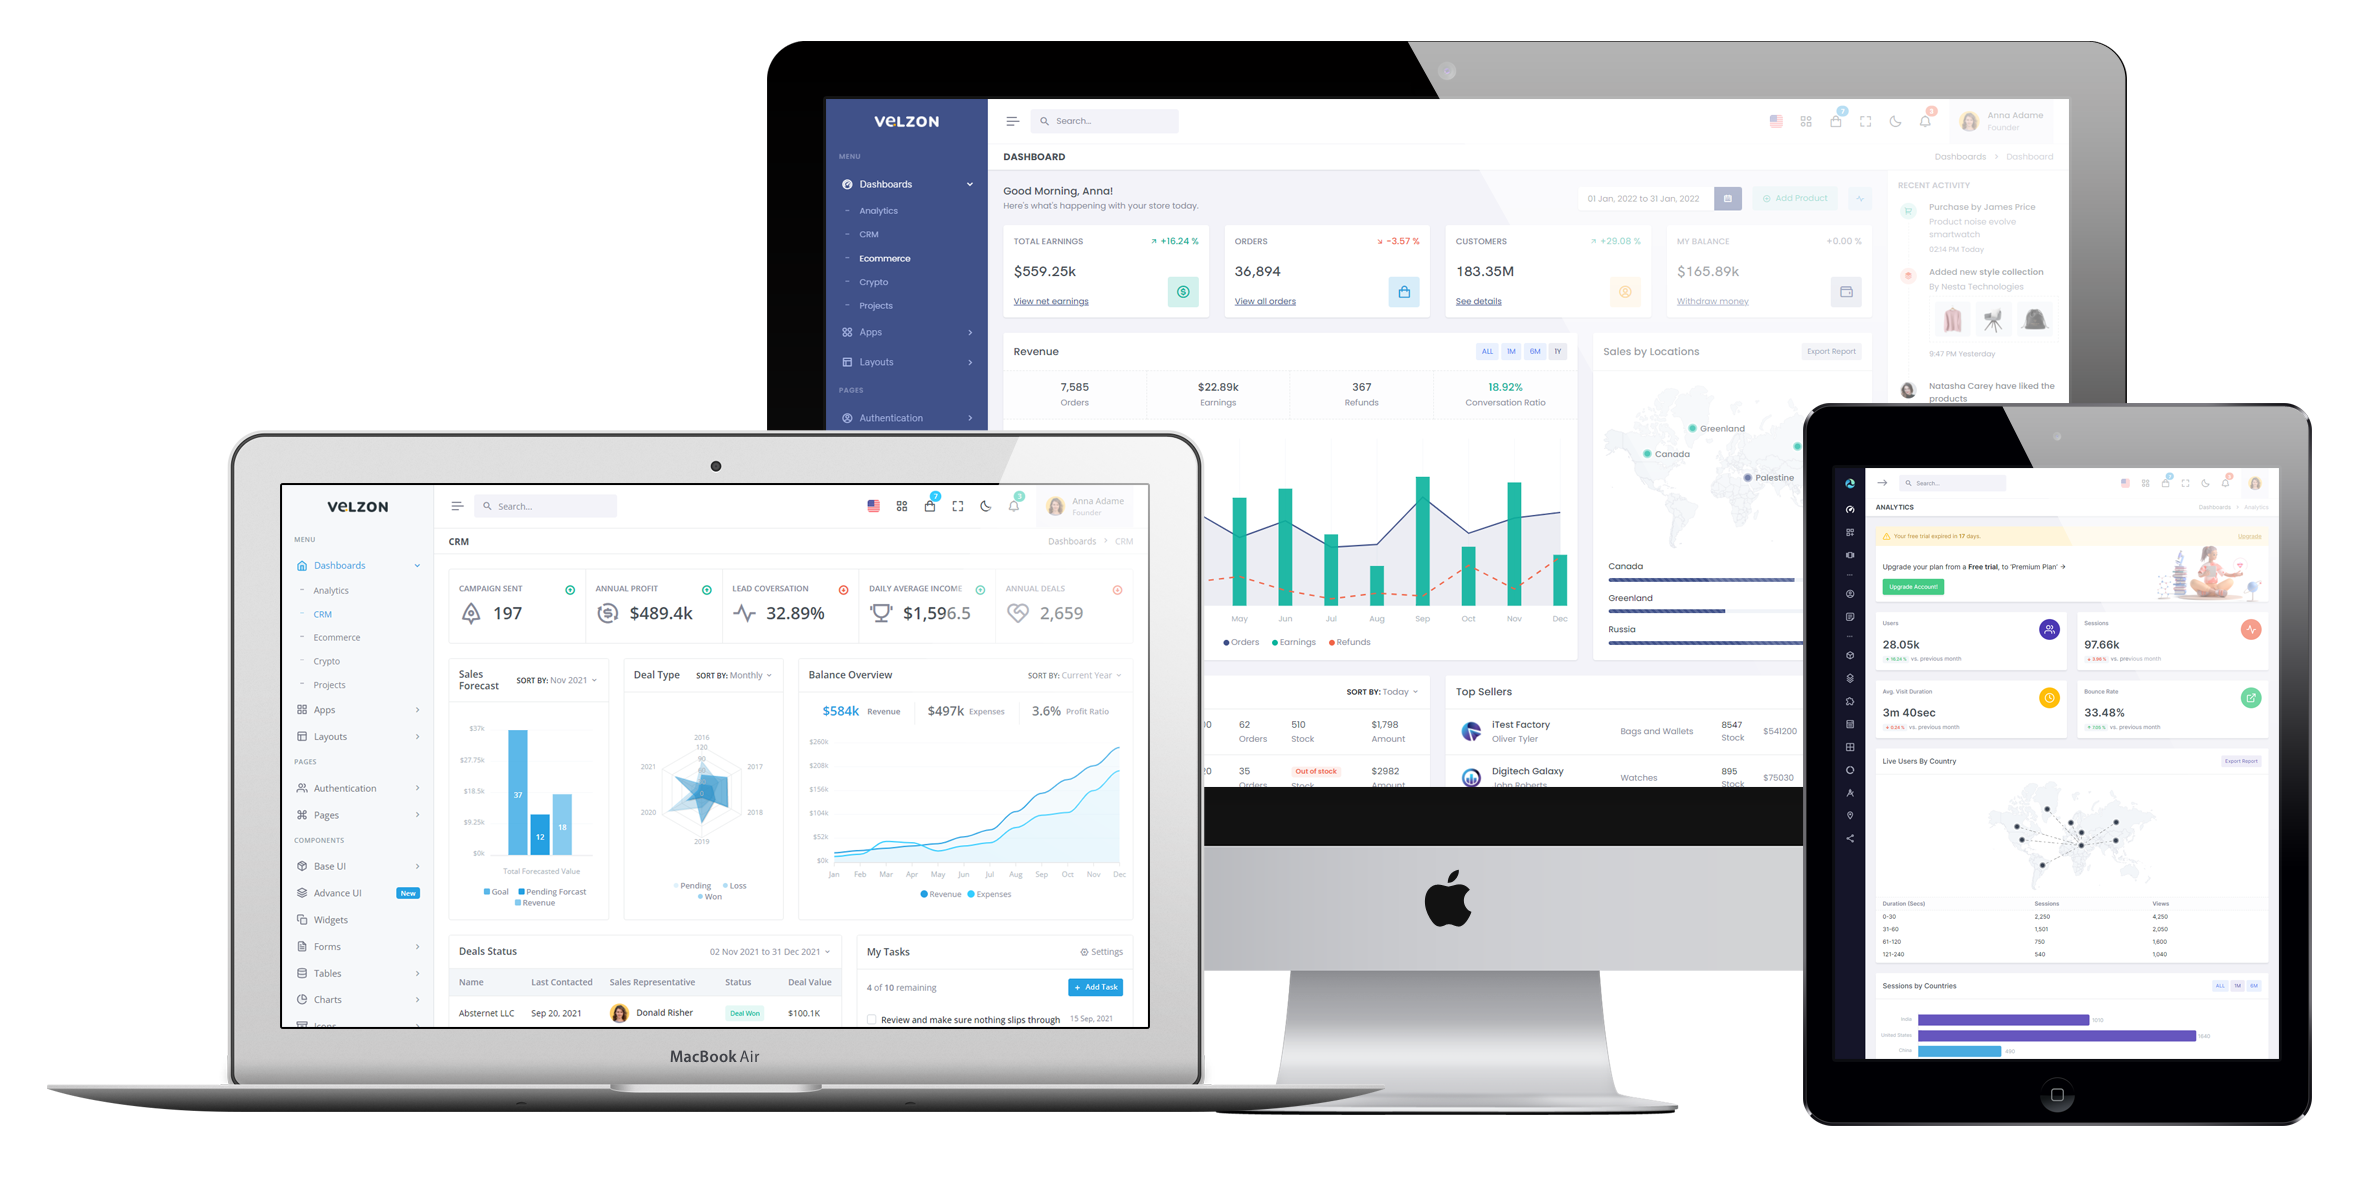 VELZON
Search...
7
3
Anna Adame
Founder
MENU
DASHBOARD
Dashboards > Dashboard
Dashboards
Analytics
CRM
Ecommerce
Crypto
Projects
Apps
Layouts
PAGES
Authentication
Good Morning, Anna!
Here's what's happening with your store today.
01 Jan, 2022 to 31 Jan, 2022
Add Product
TOTAL EARNINGS
+16.24 %
$559.25k
View net earnings
ORDERS
-3.57 %
36,894
View all orders
CUSTOMERS
+29.08 %
183.35M
See details
MY BALANCE
+0.00 %
$165.89k
Withdraw money
RECENT ACTIVITY
Purchase by James Price
Product noise evolve
smartwatch
02:14 PM Today
Added new style collection
By Nesta Technologies
9:47 PM Yesterday
Natasha Carey have liked the
products
Revenue
ALL 1M 6M 1Y
7,585
Orders
$22.89k
Earnings
367
Refunds
18.92%
Conversation Ratio
May Jun Jul Aug Sep Oct Nov Dec
Orders Earnings Refunds
Sales by Locations
Export Report
Greenland
Canada
Palestine
Canada
Greenland
Russia
SORT BY: Today
62
Orders
510
Stock
$1,798
Amount
35
Orders
Out of stock
Stock
$2982
Amount
Top Sellers
iTest Factory
Oliver Tyler
Bags and Wallets
8547
Stock
$541200
Digitech Galaxy
John Roberts
Watches
895
Stock
$75030
VELZON
Search...
7
3
Anna Adame
Founder
MENU
Dashboards
Analytics
CRM
Ecommerce
Crypto
Projects
Apps
Layouts
PAGES
Authentication
Pages
COMPONENTS
Base UI
Advance UI New
Widgets
Forms
Tables
Charts
Icons
CRM
Dashboards > CRM
CAMPAIGN SENT
197
ANNUAL PROFIT
$489.4k
LEAD COVERSATION
32.89%
DAILY AVERAGE INCOME
$1,596.5
ANNUAL DEALS
2,659
Sales
Forecast
SORT BY: Nov 2021
$37k
$27.75k
$18.5k
$9.25k
$0k
37
12
18
Total Forecasted Value
Goal Pending Forcast
Revenue
Deal Type
SORT BY: Monthly
2016
120
90
2017
2018
2019
2020
2021
0
Pending Loss
Won
Balance Overview
SORT BY: Current Year
$584k Revenue
$497k Expenses
3.6% Profit Ratio
$260k
$208k
$156k
$104k
$52k
$0k
Jan Feb Mar Apr May Jun Jul Aug Sep Oct Nov Dec
Revenue Expenses
Deals Status
02 Nov 2021 to 31 Dec 2021
Name Last Contacted Sales Representative Status Deal Value
Absternet LLC Sep 20, 2021 Donald Risher Deal Won $100.1K
My Tasks
Settings
4 of 10 remaining
+ Add Task
Review and make sure nothing slips through
15 Sep, 2021
MacBook Air
Search...
ANALYTICS
Dashboards > Analytics
Your free trial expired in 17 days.
Upgrade
Upgrade your plan from a Free trial, to 'Premium Plan' →
Upgrade Account!
Users
28.05k
+ 16.24 % vs. previous month
Sessions
97.66k
vs. previous month
Avg. Visit Duration
3m 40sec
vs. previous month
Bounce Rate
33.48%
vs. previous month
Live Users By Country
Export Report
Duration (Secs) Sessions Views
0-30 2,250 4,250
31-60 1,501 2,050
61-120 750 1,600
121-240 540 1,040
Sessions by Countries
ALL 1M 6M
India
1010
United States
1640
China
490